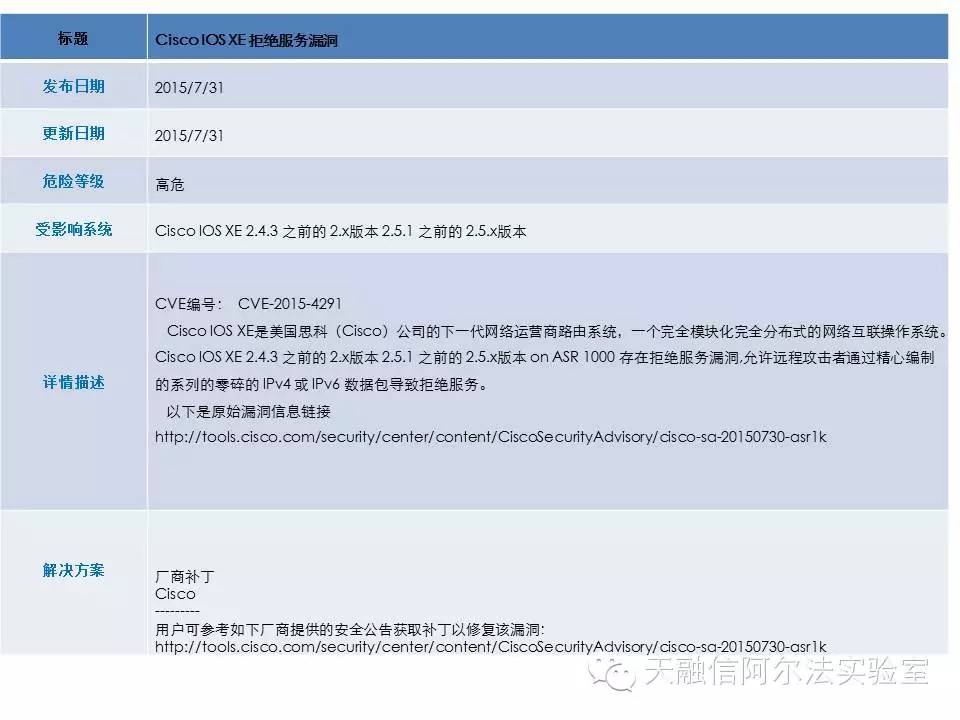 标题
Cisco IOS XE 拒绝服务漏洞
发布日期
2015/7/31
更新日期
2015/7/31
危险等级
高危
受影响系统
Cisco IOS XE 2.4.3 之前的 2.x版本 2.5.1 之前的 2.5.x版本
详情描述
CVE编号： CVE-2015-4291
Cisco IOS XE是美国思科（Cisco）公司的下一代网络运营商路由系统，一个完全模块化完全分布式的网络互联操作系统。
Cisco IOS XE 2.4.3 之前的 2.x版本 2.5.1 之前的 2.5.x版本 on ASR 1000 存在拒绝服务漏洞,允许远程攻击者通过精心编制
的系列的零碎的 IPv4 或 IPv6 数据包导致拒绝服务。
以下是原始漏洞信息链接
http://tools.cisco.com/security/center/content/CiscoSecurityAdvisory/cisco-sa-20150730-asr1k
解决方案
厂商补丁
Cisco
---------
用户可参考如下厂商提供的安全公告获取补丁以修复该漏洞：
http://tools.cisco.com/security/center/content/CiscoSecurityAdvisory/cisco-sa-20150730-asr1k
天融信阿尔法实验室